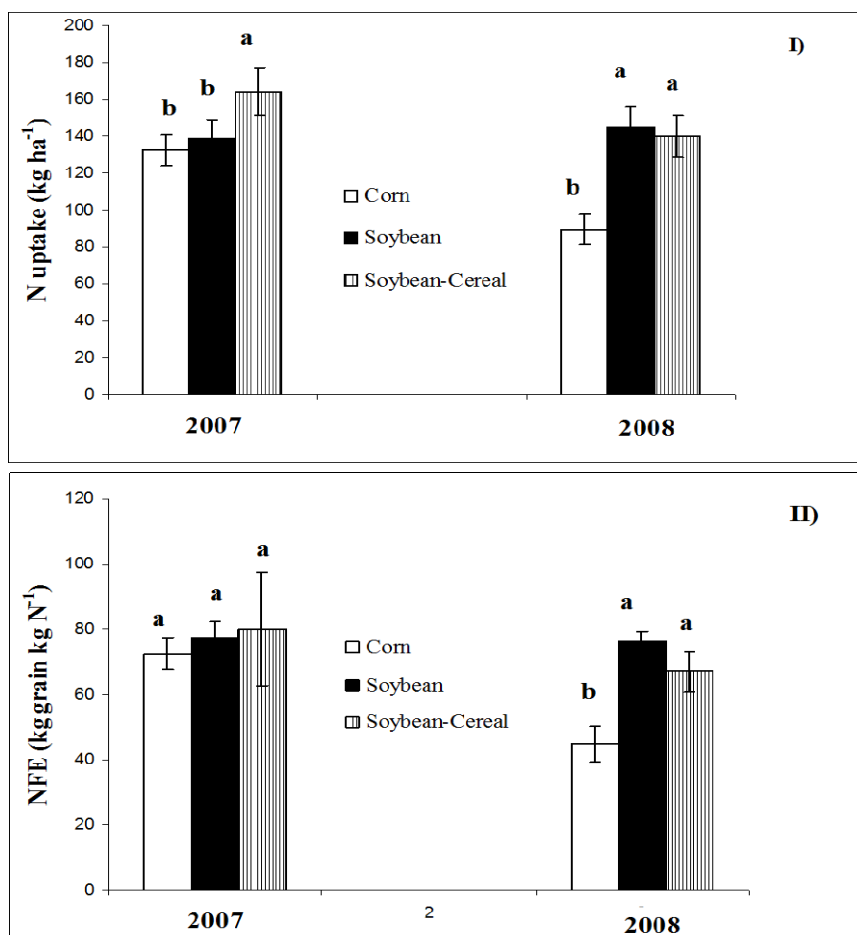 I)
N uptake (kg ha-1)
200
180
160
140
120
100
80
60
40
20
0
b
b
a
b
a
a
Corn
Soybean
Soybean-Cereal
2007
2008
II)
NFE (kggrain kg N-1)
120
100
80
60
40
20
0
a
a
a
b
a
a
Corn
Soybean
Soybean-Cereal
2007
2
2008